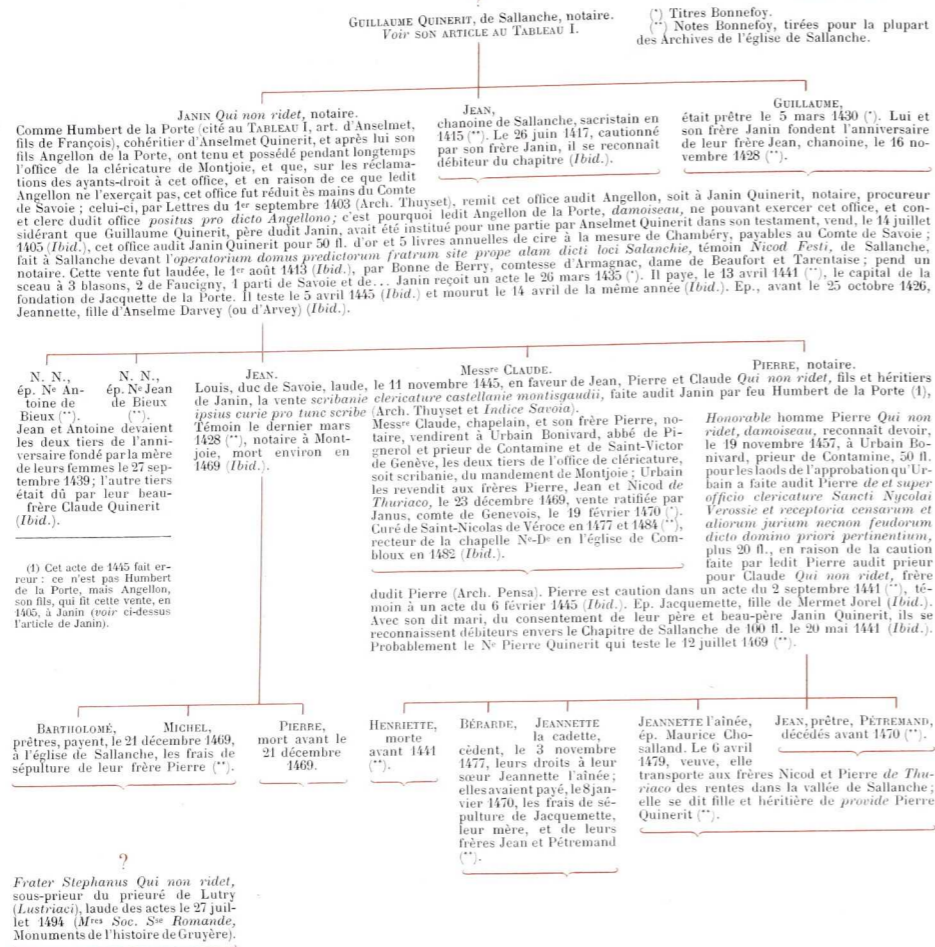 ?
GUILLAUME QUINERIT, de Sallanche, notaire.
Voir SON ARTICLE AU TABLEAU I.
(*) Titres Bonnefoy.
(**) Notes Bonnefoy, tirées pour la plupart
des Archives de l'église de Sallanche.
JANIN Qui non ridet, notaire.
Comme Humbert de la Porte (cité au TABLEAU I, art. d'Anselmet,
fils de François), cohéritier d'Anselmet Quinerit, et après lui son
fils Angellon de la Porte, ont tenu et possédé pendant longtemps
l'office de la cléricature de Montjoie, et que, sur les réclama-
tions des ayants-droit à cet office, et en raison de ce que ledit
Angellon ne l'exerçait pas, cet office fut réduit ès mains du Comte
JEAN,
chanoine de Sallanche, sacristain en
1415 (**). Le 26 juin 1417, cautionné
par son frère Janin, il se reconnaît
débiteur du chapitre (Ibid.).
GUILLAUME,
était prêtre le 5 mars 1430 (*). Lui et
son frère Janin fondent l'anniversaire
de leur frère Jean, chanoine, le 16 no-
vembre 1428 (**).
de Savoie ; celui-ci, par Lettres du 1er septembre 1403 (Arch. Thuyset), remit cet office audit Angellon, soit à Janin Quinerit, notaire, procureur
et clerc dudit office positus pro dicto Angellono; c'est pourquoi ledit Angellon de la Porte, damoiseau, ne pouvant exercer cet office, et con-
sidérant que Guillaume Quinerit, père dudit Janin, avait été institué pour une partie par Anselmet Quinerit dans son testament, vend, le 14 juillet
1405 (Ibid.), cet office audit Janin Quinerit pour 50 fl. d'or et 5 livres annuelles de cire à la mesure de Chambéry, payables au Comte de Savoie ;
fait à Sallanche devant l'operatorium domus predictorum fratrum site prope alam dicti loci Salanchie, témoin Nicod Festi, de Sallanche,
notaire. Cette vente fut laudée, le 1er août 1413 (Ibid.), par Bonne de Berry, comtesse d'Armagnac, dame de Beaufort et Tarentaise ; pend un
sceau à 3 blasons, 2 de Faucigny, 1 parti de Savoie et de... Janin reçoit un acte le 26 mars 1435 (*). Il paye, le 13 avril 1441 (**), le capital de la
fondation de Jacquette de la Porte. Il teste le 5 avril 1445 (Ibid.) et mourut le 14 avril de la même année (Ibid.). Ep., avant le 25 octobre 1426,
Jeannette, fille d'Anselme Darvey (ou d'Arvey) (Ibid.).
N. N.,
ép. Ne An-
toine de
Bieux (**).
N. N.,
ép. Ne Jean
de Bieux
(**).
Jean et Antoine devaient
les deux tiers de l'anni-
versaire fondé par la mère
de leurs femmes le 27 sep-
tembre 1439 ; l'autre tiers
était dû par leur beau-
frère Claude Quinerit
(Ibid.).
(1) Cet acte de 1445 fait er-
reur : ce n'est pas Humbert
de la Porte, mais Angellon,
son fils, qui fit cette vente, en
1405, à Janin (voir ci-dessus
l'article de Janin).
JEAN.
Messre CLAUDE.
PIERRE, notaire.
Louis, duc de Savoie, laude, le 11 novembre 1445, en faveur de Jean, Pierre et Claude Qui non ridet, fils et héritiers
de Janin, la vente scribanie clericature castellanie montisgaudii, faite audit Janin par feu Humbert de la Porte (1),
ipsius curie pro tunc scribe (Arch. Thuyset et Indice Savoia).
Témoin le dernier mars
1428 (**), notaire à Mont-
joie, mort environ en
1469 (Ibid.).
Messre Claude, chapelain, et son frère Pierre, no-
taire, vendirent à Urbain Bonivard, abbé de Pi-
gnerol et prieur de Contamine et de Saint-Victor
de Genève, les deux tiers de l'office de cléricature,
soit scribanie, du mandement de Montjoie ; Urbain
les revendit aux frères Pierre, Jean et Nicod de
Thuriaco, le 23 décembre 1469, vente ratifiée par
Janus, comte de Genevois, le 19 février 1470 (*).
Curé de Saint-Nicolas de Véroce en 1477 et 1484 (**),
recteur de la chapelle Ne-De en l'église de Com-
bloux en 1482 (Ibid.).
Honorable homme Pierre Qui non
ridet, damoiseau, reconnaît devoir,
le 19 novembre 1457, à Urbain Bo-
nivard, prieur de Contamine, 50 fl.
pour les laods de l'approbation qu'Ur-
bain a faite audit Pierre de et super
officio clericature Sancti Nycolai
Verossie et receptoria censarum et
aliorum jurium necnon feudorum
dicto domino priori pertinentium,
plus 20 fl., en raison de la caution
faite par ledit Pierre audit prieur
pour Claude Qui non ridet, frère
dudit Pierre (Arch. Pensa). Pierre est caution dans un acte du 2 septembre 1441 (**), té-
moin à un acte du 6 février 1445 (Ibid.). Ep. Jacquemette, fille de Mermet Jorel (Ibid.).
Avec son dit mari, du consentement de leur père et beau-père Janin Quinerit, ils se
reconnaissent débiteurs envers le Chapitre de Sallanche de 100 fl. le 20 mai 1441 (Ibid.).
Probablement le Ne Pierre Quinerit qui teste le 12 juillet 1469 (**).
BARTHOLOMÉ, MICHEL,
prêtres, payent, le 21 décembre 1469,
à l'église de Sallanche, les frais de
sépulture de leur frère Pierre (**).
PIERRE,
mort avant le
21 décembre
1469.
HENRIETTE,
morte
avant 1441
(**).
BÉRARDE, JEANNETTE
la cadette,
cèdent, le 3 novembre
1477, leurs droits à leur
sœur Jeannette l'aînée ;
elles avaient payé, le 8 jan-
vier 1470, les frais de sé-
pulture de Jacquemette,
leur mère, et de leurs
frères Jean et Pétremand
(**).
JEANNETTE l'aînée,
ép. Maurice Cho-
salland. Le 6 avril
1479, veuve, elle
JEAN, prêtre, PÉTREMAND,
décédés avant 1470 (**).
transporte aux frères Nicod et Pierre de Thu-
riaco des rentes dans la vallée de Sallanche ;
elle se dit fille et héritière de provide Pierre
Quinerit (**).
?
Frater Stephanus Qui non ridet,
sous-prieur du prieuré de Lutry
(Lustriaci), laude des actes le 27 juil-
let 1494 (Mres Soc. Sse Romande,
Monuments de l'histoire de Gruyère).